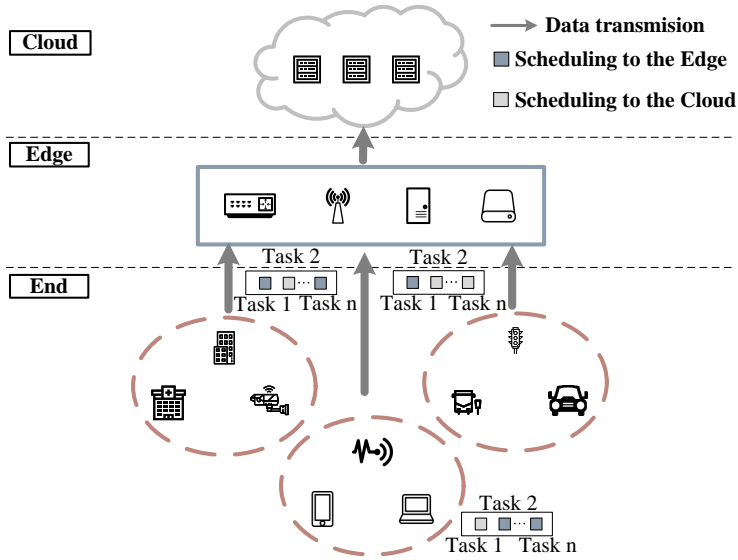 Cloud
Data transmision
Scheduling to the Edge
Scheduling to the Cloud
Edge
Task 2
...
Task 1 Task n
Task 2
...
Task 1 Task n
End
Task 2
...
Task 1 Task n